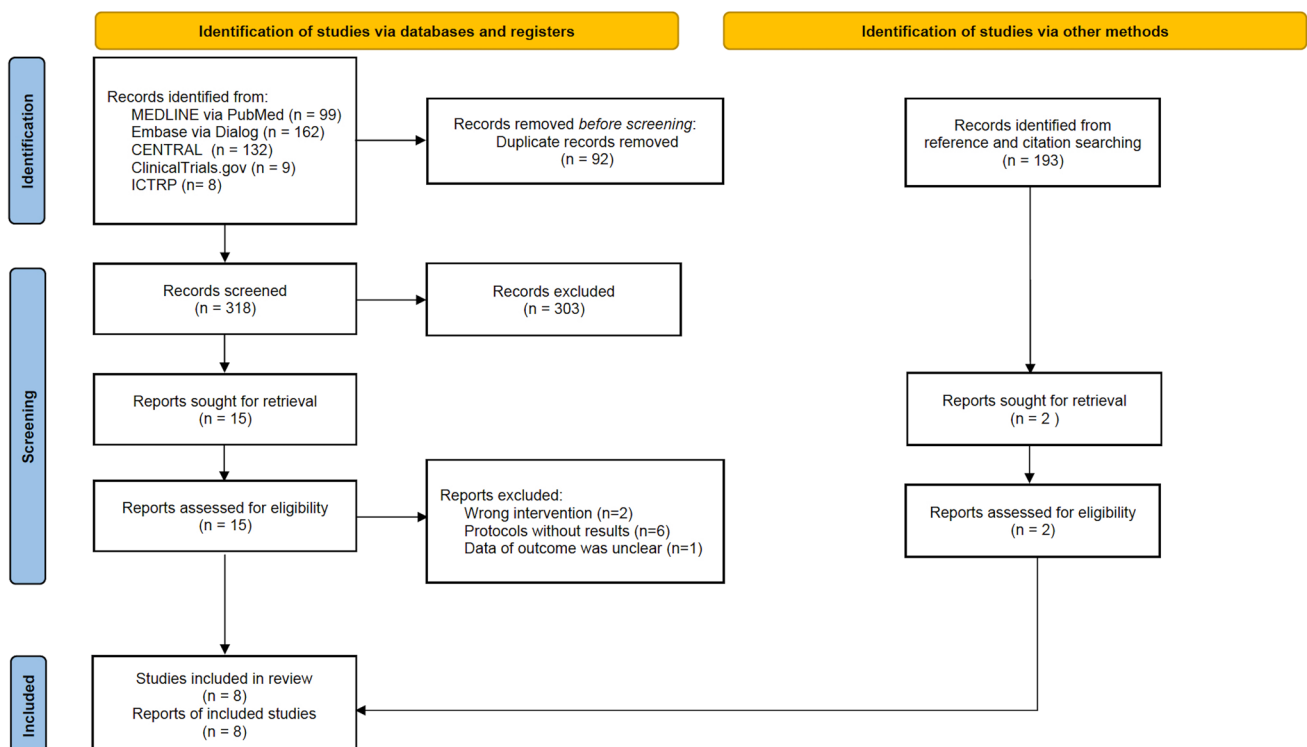 Identification of studies via databases and registers
Identification of studies via other methods
Identification
Records identified from:
MEDLINE via PubMed (n = 99)
Embase via Dialog (n = 162)
CENTRAL (n = 132)
ClinicalTrials.gov (n = 9)
ICTRP (n= 8)
Records removed before screening:
Duplicate records removed
(n = 92)
Records identified from
reference and citation searching
(n = 193)
Screening
Records screened
(n = 318)
Records excluded
(n = 303)
Reports sought for retrieval
(n = 15)
Reports sought for retrieval
(n = 2 )
Reports assessed for eligibility
(n = 15)
Reports excluded:
Wrong intervention (n=2)
Protocols without results (n=6)
Data of outcome was unclear (n=1)
Reports assessed for eligibility
(n = 2)
Included
Studies included in review
(n = 8)
Reports of included studies
(n = 8)